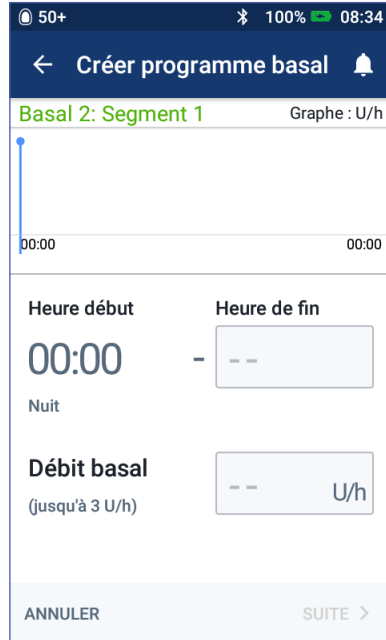 50+ 100% 08:34
Créer programme basal
Basal 2: Segment 1 Graphe : U/h
00:00 00:00
Heure début Heure de fin
00:00 - --
Nuit
Débit basal -- U/h
(jusqu'à 3 U/h)
ANNULER SUITE